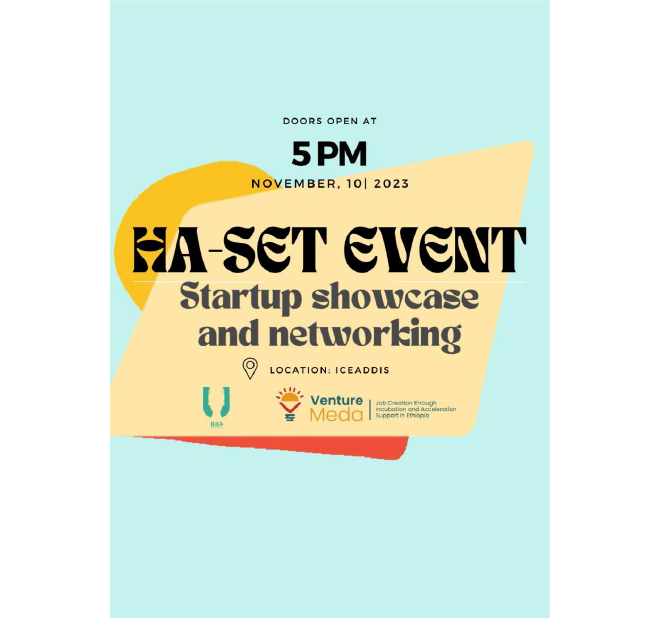 DOORS OPEN AT
5 PM
NOVEMBER, 10| 2023
HA-SET EVENT
Startup showcase
and networking
LOCATION: ICEADDIS
Venture
Meda
Job Creation through
Incubation and Acceleration
Support in Ethiopia